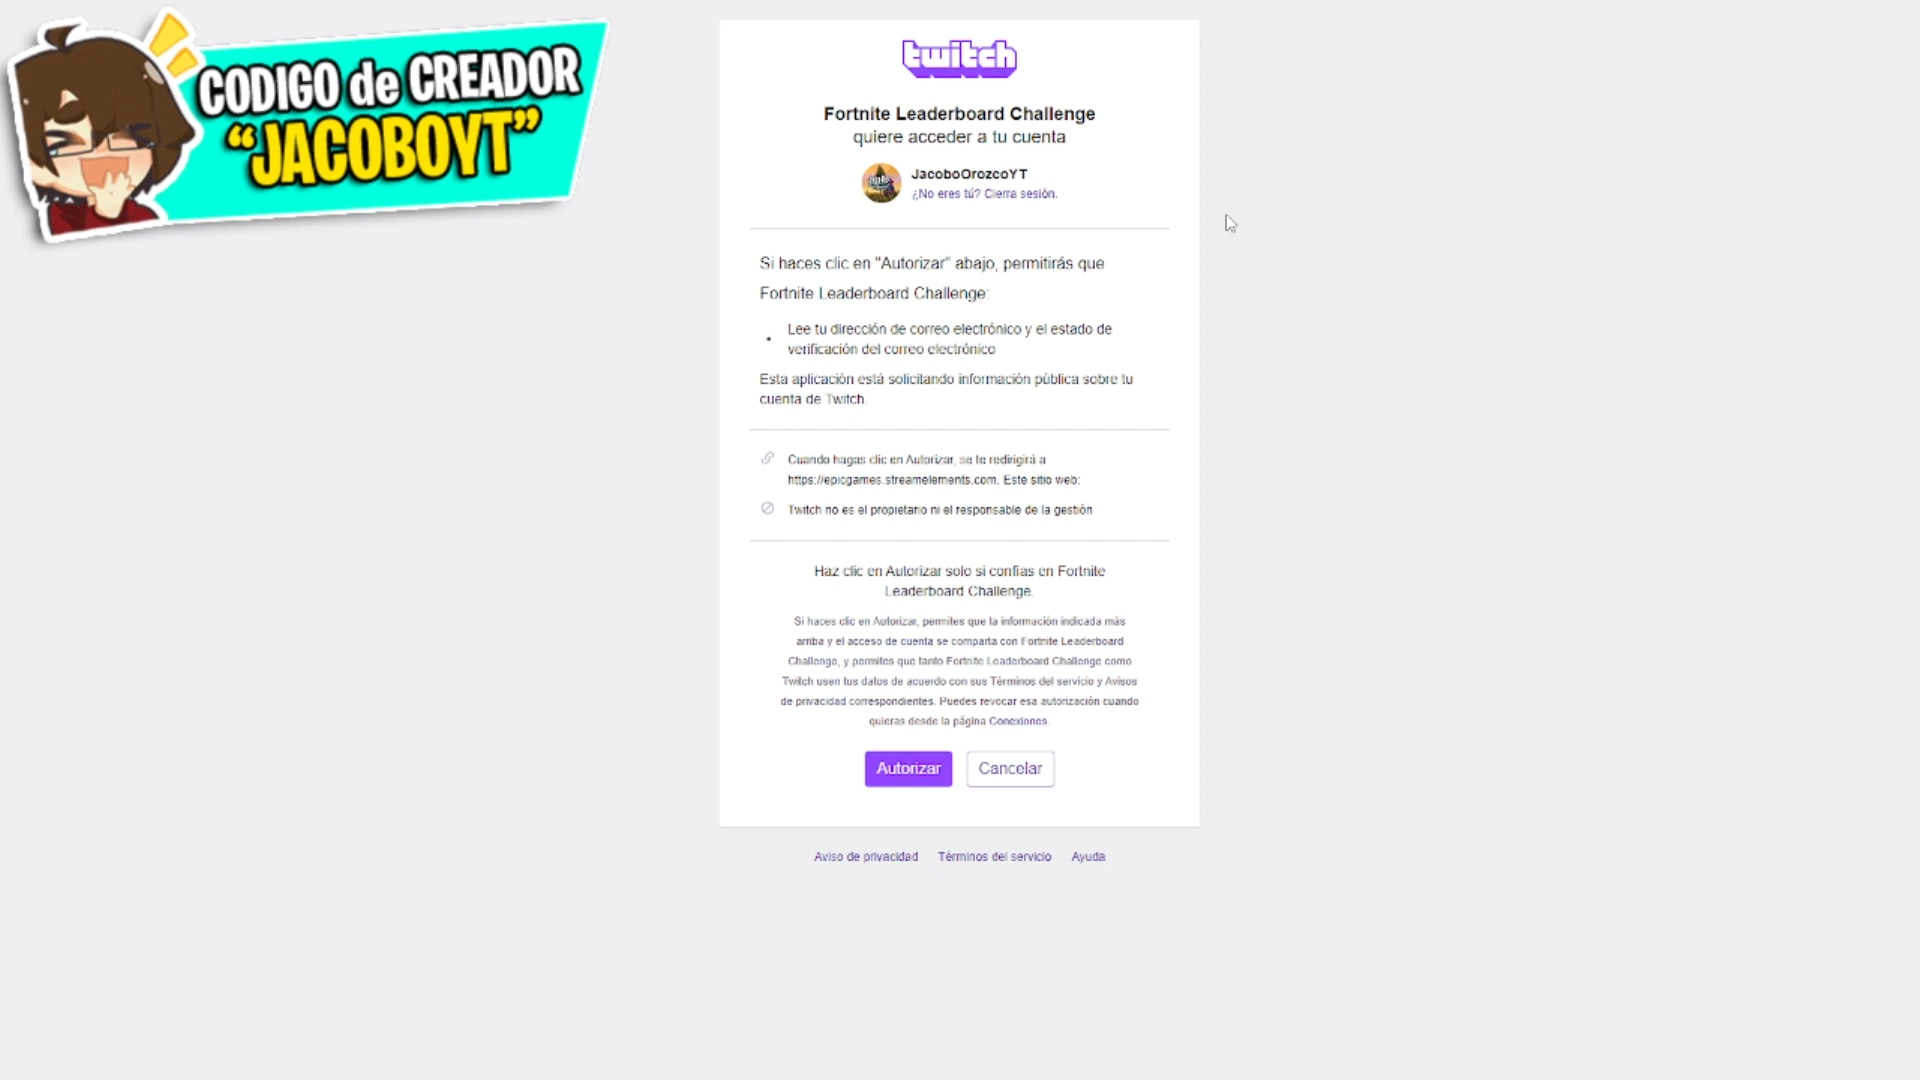 CODIGO de CREADOR
"JACOBOYT"
twitch
Fortnite Leaderboard Challenge
quiere acceder a tu cuenta
JacoboOrozcoYT
¿No eres tú? Cierra sesión.
Si haces clic en "Autorizar" abajo, permitirás que
Fortnite Leaderboard Challenge:
• Lee tu dirección de correo electrónico y el estado de
verificación del correo electrónico
Esta aplicación está solicitando información pública sobre tu
cuenta de Twitch.
Cuando hagas clic en Autorizar, se te redirigirá a
https://epicgames.streamelements.com. Este sitio web:
Twitch no es el propietario ni el responsable de la gestión
Haz clic en Autorizar solo si confías en Fortnite
Leaderboard Challenge.
Si haces clic en Autorizar, permites que la información indicada más
arriba y el acceso de cuenta se comparta con Fortnite Leaderboard
Challenge, y permites que tanto Fortnite Leaderboard Challenge como
Twitch usen tus datos de acuerdo con sus Términos del servicio y Avisos
de privacidad correspondientes. Puedes revocar esa autorización cuando
quieras desde la página Conexiones.
Autorizar Cancelar
Aviso de privacidad Términos del servicio Ayuda